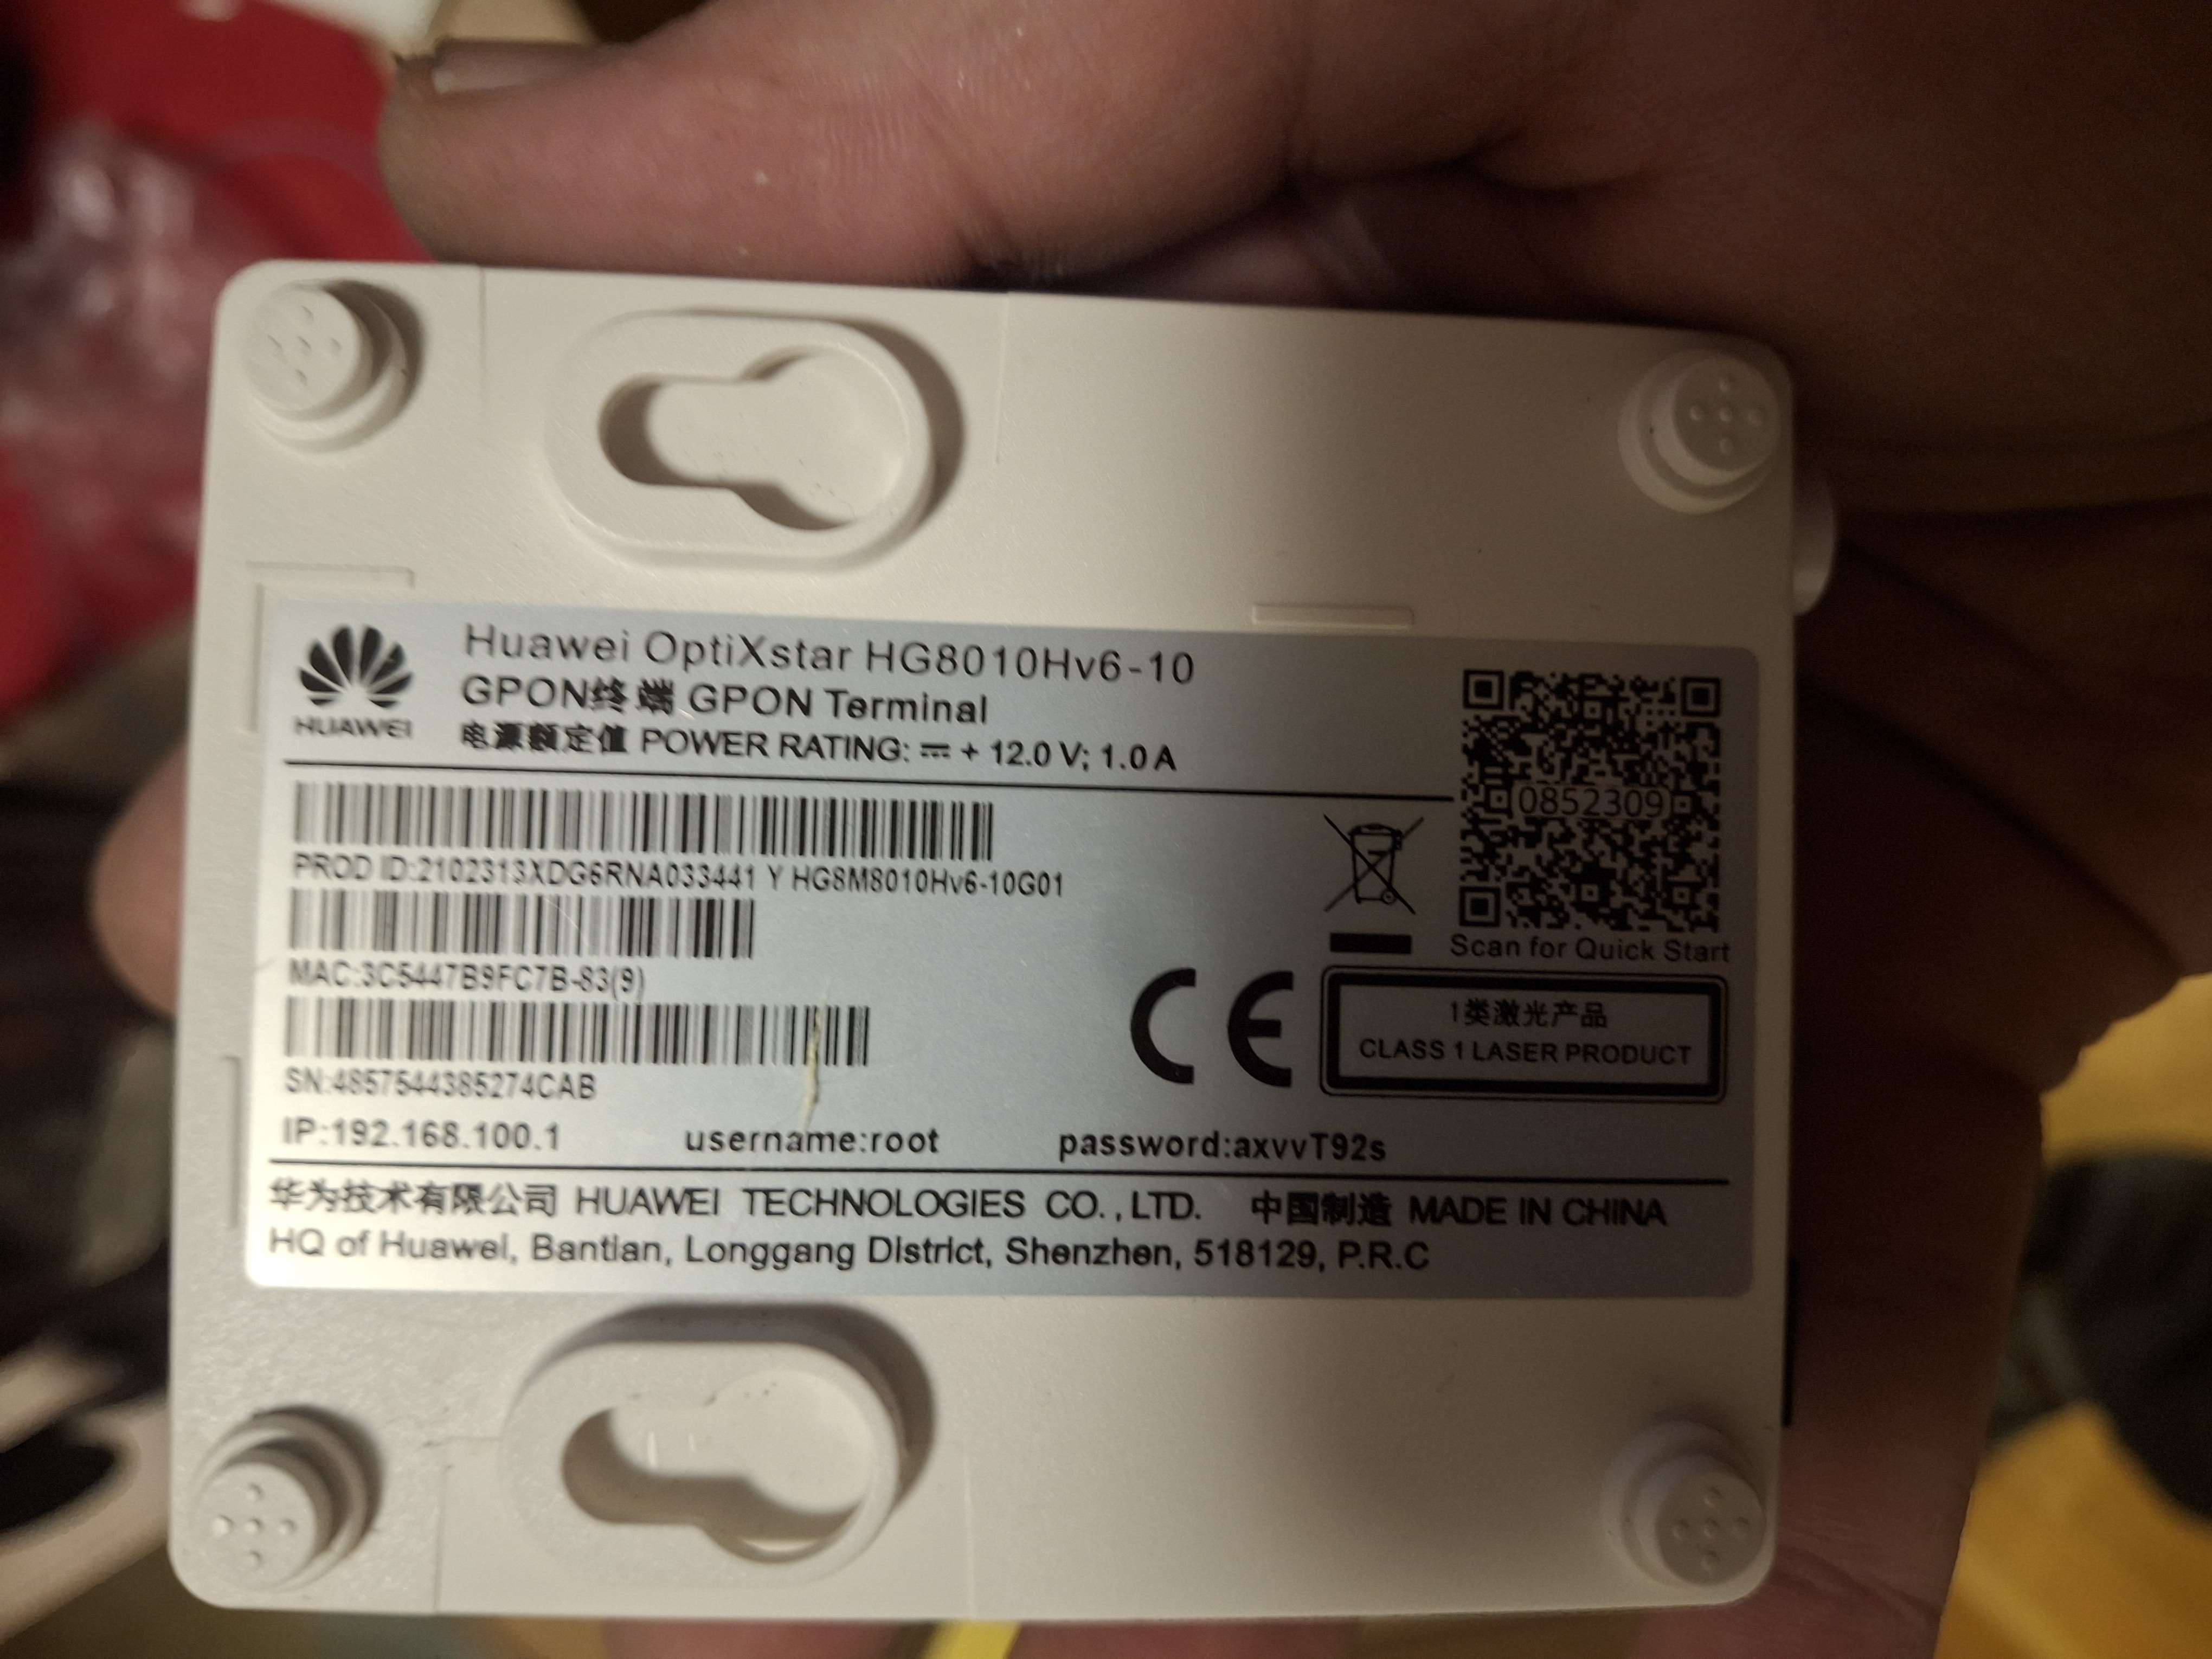 Huawei OptiXstar HG8010Hv6-10
GPON终端 GPON Terminal
HUAWEI
电源额定值 POWER RATING: ⎓ + 12.0 V; 1.0 A
0852309
PROD ID:2102313XDG6RNA033441 Y HG8M8010Hv6-10G01
Scan for Quick Start
MAC:3C5447B9FC7B-83(9)
1类激光产品
CLASS 1 LASER PRODUCT
CE
SN:4857544385274CAB
IP:192.168.100.1 username:root password:axvvT92s
华为技术有限公司 HUAWEI TECHNOLOGIES CO., LTD. 中国制造 MADE IN CHINA
HQ of Huawei, Bantian, Longgang District, Shenzhen, 518129, P.R.C